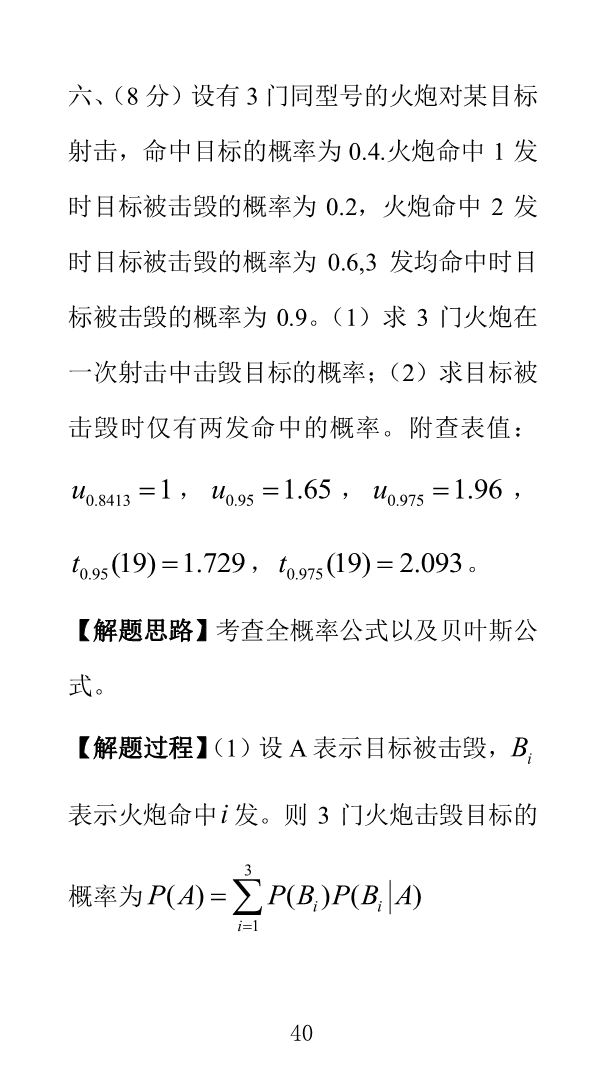 六、（8 分）设有 3 门同型号的火炮对某目标
射击，命中目标的概率为 0.4.火炮命中 1 发
时目标被击毁的概率为 0.2，火炮命中 2 发
时目标被击毁的概率为 0.6,3 发均命中时目
标被击毁的概率为 0.9。（1）求 3 门火炮在
一次射击中击毁目标的概率；（2）求目标被
击毁时仅有两发命中的概率。附查表值：
$u_{0.8413}=1$， $u_{0.95}=1.65$， $u_{0.975}=1.96$，
$t_{0.95}(19)=1.729$， $t_{0.975}(19)=2.093$。
【解题思路】考查全概率公式以及贝叶斯公
式。
【解题过程】（1）设 A 表示目标被击毁，$B_i$
表示火炮命中 $i$ 发。则 3 门火炮击毁目标的
概率为 $P(A)=\sum_{i=1}^{3}P(B_i)P(B_i|A)$
40